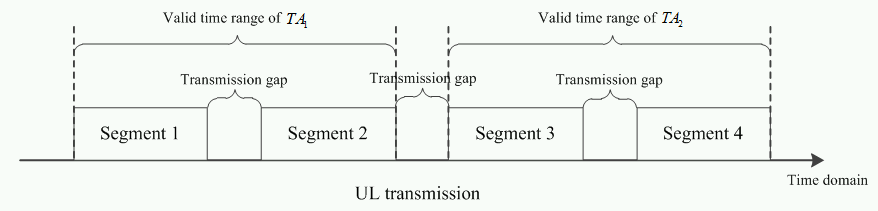 Valid time range of TA₁
Valid time range of TA₂
Transmission gap
Transmission gap
Transmission gap
Segment 1
Segment 2
Segment 3
Segment 4
Time domain
UL transmission